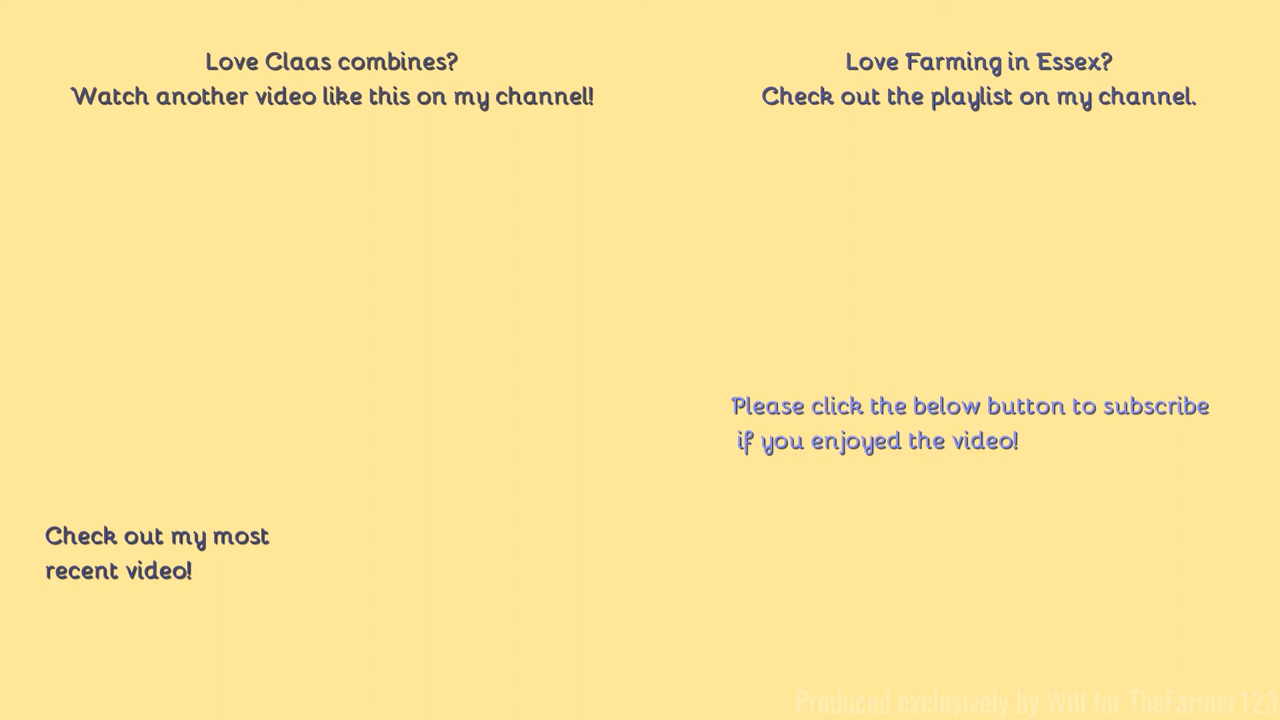 Love Claas combines?
Watch another video like this on my channel!
Love Farming in Essex?
Check out the playlist on my channel.
Please click the below button to subscribe
if you enjoyed the video!
Check out my most
recent video!
Produced exclusively by Will for TheFarmer123